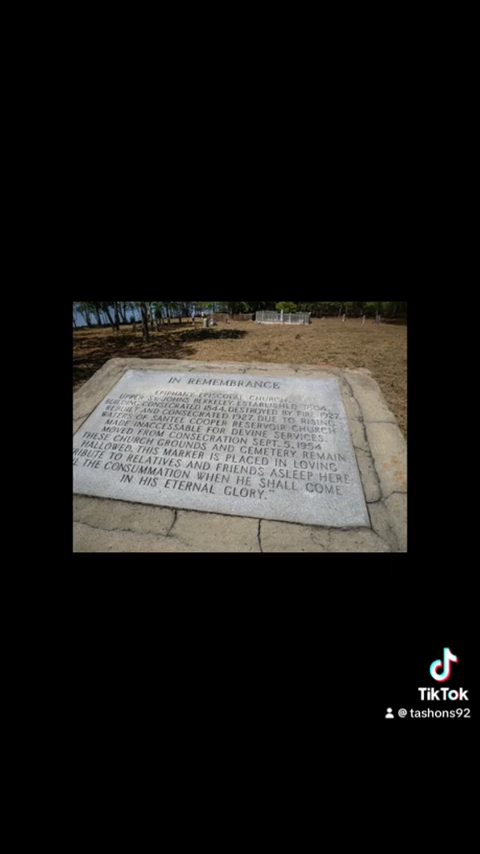 IN REMEMBRANCE
EPIPHANY EPISCOPAL CHURCH,
UPPER ST. JOHNS BERKELEY, ESTABLISHED
BUILDING CONSECRATED 1844, DESTROYED BY FIRE 1927.
REBUILT AND CONSECRATED 1927. DUE TO RISING
WATERS OF SANTEE COOPER RESERVOIR CHURCH
MADE INACCESSABLE FOR DEVINE SERVICES.
MOVED FROM CONSECRATION SEPT. 5, 1954
THESE CHURCH GROUNDS AND CEMETERY REMAIN
HALLOWED. THIS MARKER IS PLACED IN LOVING
TRIBUTE TO RELATIVES AND FRIENDS ASLEEP HERE
THE CONSUMMATION WHEN HE SHALL COME
IN HIS ETERNAL GLORY."
TikTok
@ tashons92